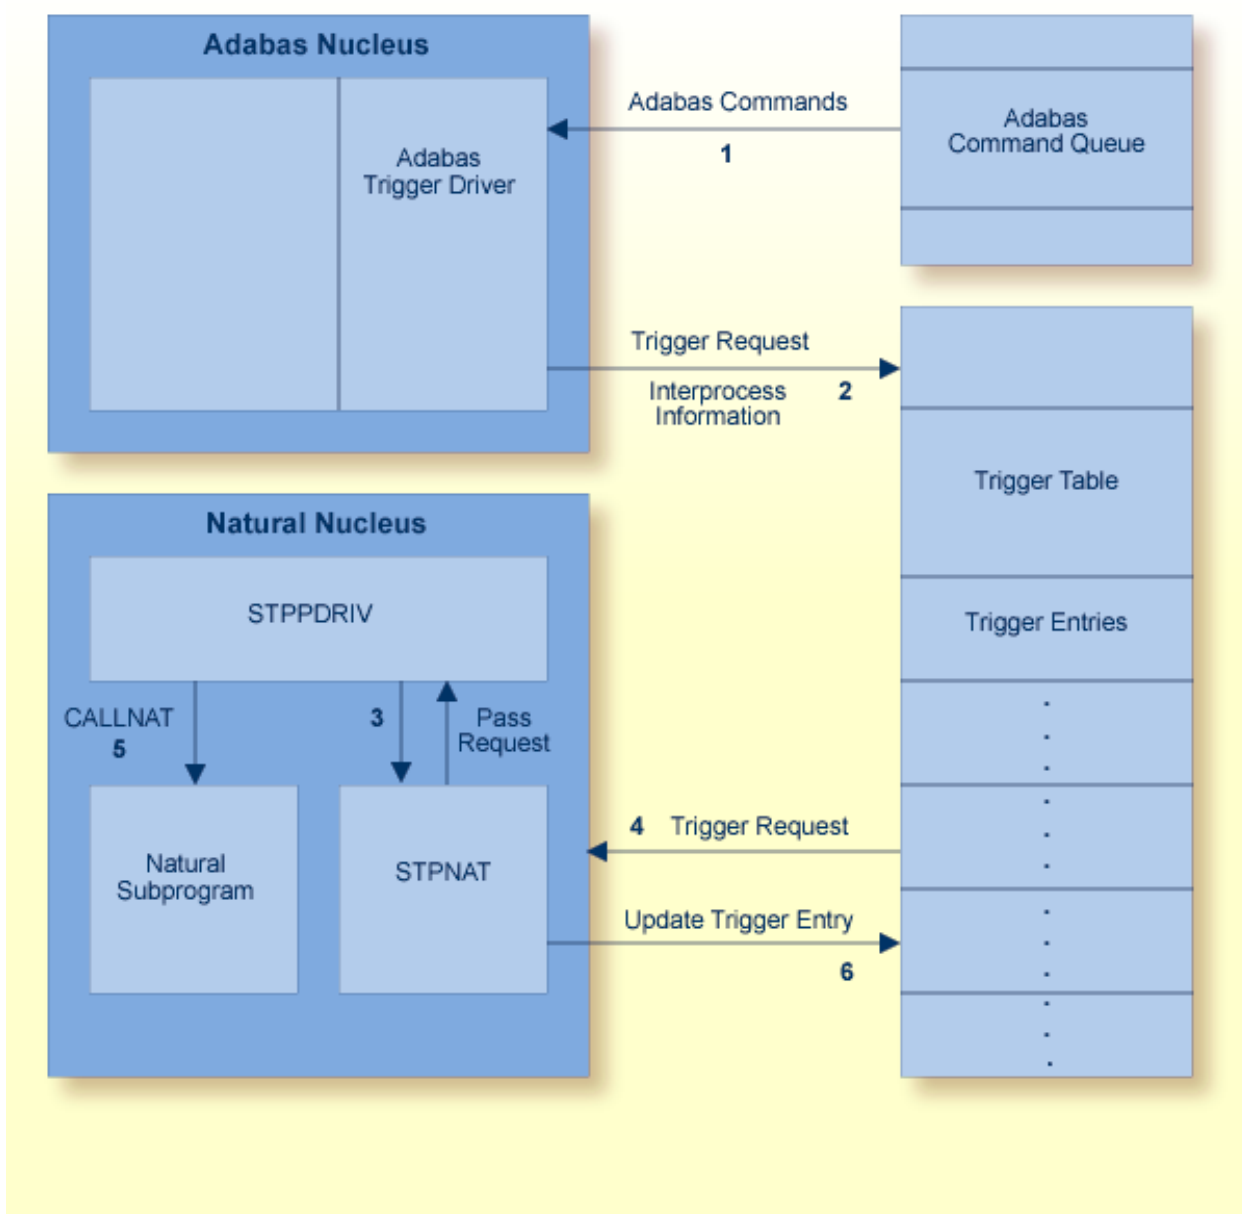 Adabas Nucleus
Adabas
Trigger Driver
Adabas Commands
1
Adabas
Command Queue
Trigger Request
Interprocess
Information
2
Trigger Table
Trigger Entries
.
.
.
.
.
.
.
.
.
.
.
.
Natural Nucleus
STPPDRIV
CALLNAT
5
3
Pass
Request
Natural
Subprogram
STPNAT
4 Trigger Request
Update Trigger Entry
6